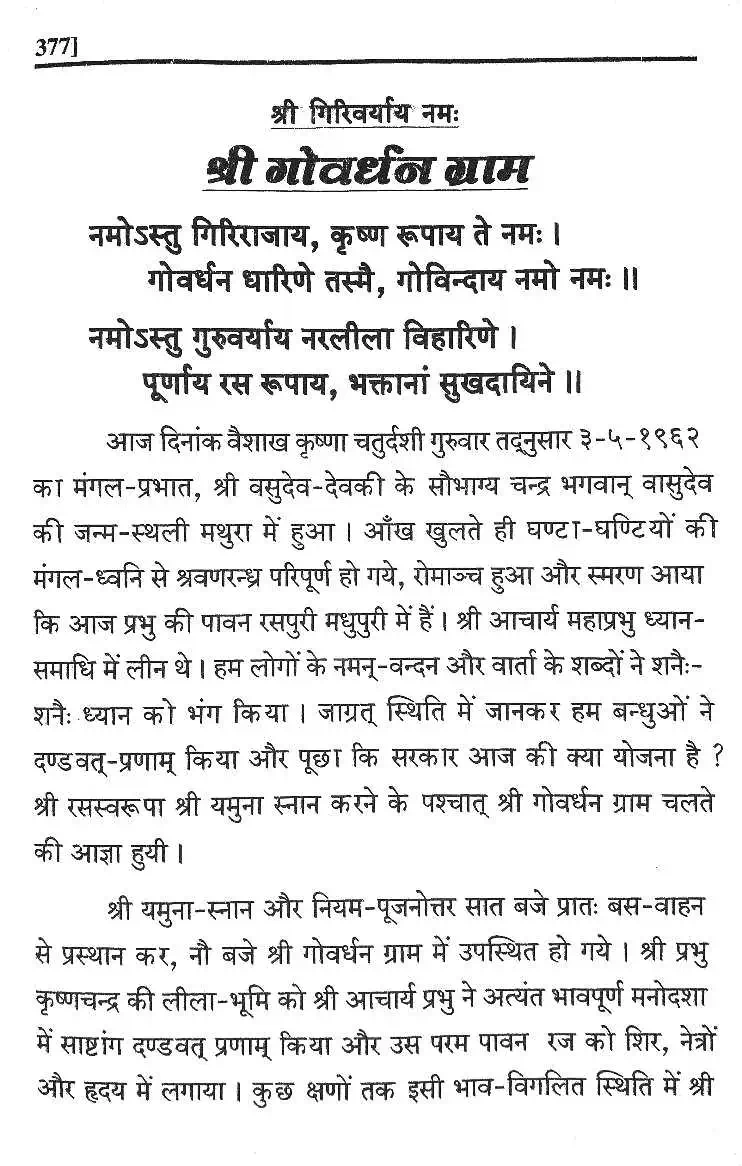 377]
श्री गिरिवर्याय नमः
श्री गोवर्धन ग्राम
नमोऽस्तु गिरिराजाय, कृष्ण रूपाय ते नमः ।
गोवर्धन धारिणे तस्मै, गोविन्दाय नमो नमः ॥
नमोऽस्तु गुरुवर्याय नरलीला विहारिणे ।
पूर्णाय रस रूपाय, भक्तानां सुखदायिने ॥
आज दिनांक वैशाख कृष्णा चतुर्दशी गुरुवार तद्नुसार ३-५-१९६२
का मंगल-प्रभात, श्री वसुदेव-देवकी के सौभाग्य चन्द्र भगवान् वासुदेव
की जन्म-स्थली मथुरा में हुआ । आँख खुलते ही घण्टा-घण्टियों की
मंगल-ध्वनि से श्रवणरन्ध्र परिपूर्ण हो गये, रोमाञ्च हुआ और स्मरण आया
कि आज प्रभु की पावन रसपुरी मधुपुरी में हैं । श्री आचार्य महाप्रभु ध्यान-
समाधि में लीन थे । हम लोगों के नमन्-वन्दन और वार्ता के शब्दों ने शनैः-
शनैः ध्यान को भंग किया । जाग्रत् स्थिति में जानकर हम बन्धुओं ने
दण्डवत्-प्रणाम् किया और पूछा कि सरकार आज की क्या योजना है ?
श्री रसस्वरूपा श्री यमुना स्नान करने के पश्चात् श्री गोवर्धन ग्राम चलते
की आज्ञा हुयी ।
श्री यमुना-स्नान और नियम-पूजनोत्तर सात बजे प्रातः बस-वाहन
से प्रस्थान कर, नौ बजे श्री गोवर्धन ग्राम में उपस्थित हो गये । श्री प्रभु
कृष्णचन्द्र की लीला-भूमि को श्री आचार्य प्रभु ने अत्यंत भावपूर्ण मनोदशा
में साष्टांग दण्डवत् प्रणाम् किया और उस परम पावन रज को शिर, नेत्रों
और हृदय में लगाया । कुछ क्षणों तक इसी भाव-विगलित स्थिति में श्री